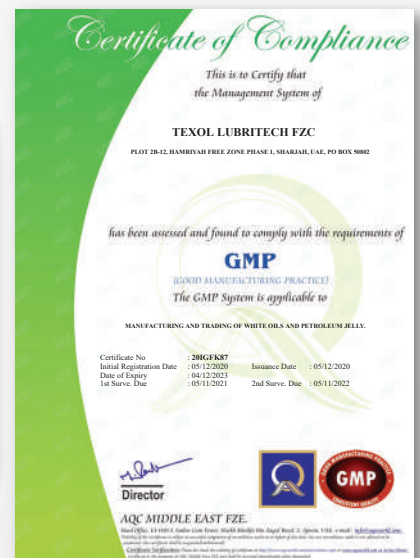 Certificate of Compliance
This is to Certify that
the Management System of
TEXOL LUBRITECH FZC
PLOT 2B-12, HAMRIYAH FREE ZONE PHASE 1, SHARJAH, UAE, PO BOX 50802
has been assessed and found to comply with the requirements of
GMP
[GOOD MANUFACTURING PRACTICE]
The GMP System is applicable to
MANUFACTURING AND TRADING OF WHITE OILS AND PETROLEUM JELLY.
Certificate No : 20IGFK87
Initial Registration Date : 05/12/2020 Issuance Date : 05/12/2020
Date of Expiry : 04/12/2023
1st Surve. Due : 05/11/2021 2nd Surve. Due : 05/11/2022
Director
GOOD MANUFACTURING PRACTICE
GMP
CONSISTENT QUALITY
AQC MIDDLE EAST FZE.